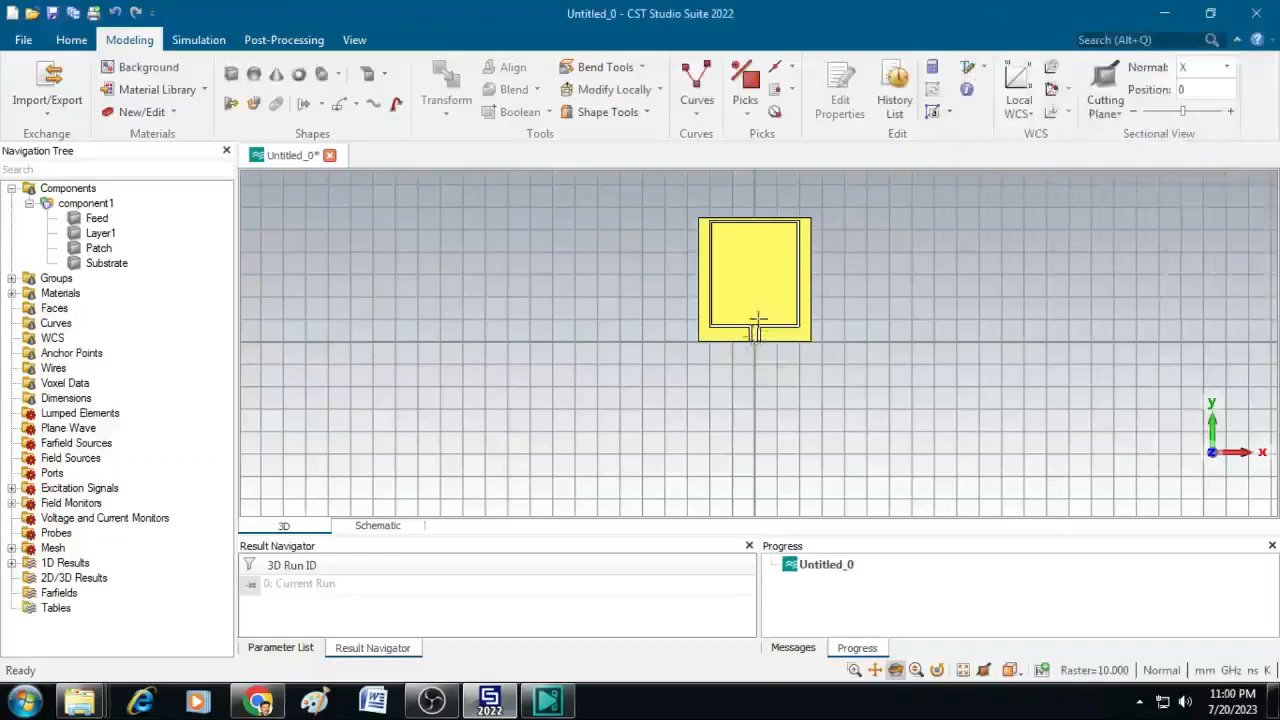 Untitled_0 - CST Studio Suite 2022
File Home Modeling Simulation Post-Processing View Search (Alt+Q)
Import/Export
Exchange
Background
Material Library
New/Edit
Materials
Shapes
Transform
Align
Blend
Boolean
Bend Tools
Modify Locally
Shape Tools
Tools
Curves
Curves
Picks
Picks
Edit Properties
History List
Edit
Local WCS
WCS
Cutting Plane
Normal: X
Position: 0
Sectional View
Navigation Tree
Search
Components
component1
Feed
Layer1
Patch
Substrate
Groups
Materials
Faces
Curves
WCS
Anchor Points
Wires
Voxel Data
Dimensions
Lumped Elements
Plane Wave
Farfield Sources
Field Sources
Ports
Excitation Signals
Field Monitors
Voltage and Current Monitors
Probes
Mesh
1D Results
2D/3D Results
Farfields
Tables
Untitled_0*
y
x
z
3D Schematic
Result Navigator
3D Run ID
0: Current Run
Parameter List Result Navigator
Progress
Untitled_0
Messages Progress
Ready
Raster=10.000 Normal mm GHz ns K
S
2022
11:00 PM
7/20/2023